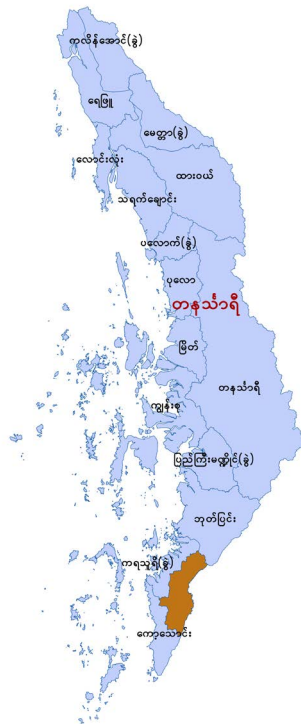 ကလိန်အောင်(ခွဲ)
ရေဖြူ
မေတ္တာ(ခွဲ)
လောင်းလုံး
ထားဝယ်
သရက်ချောင်း
ပလောက်(ခွဲ)
ပုလော
တနင်္သာရီ
မြိတ်
တနင်္သာရီ
ကျွန်းစု
ပြည်ကြီးမဏ္ဍိုင်(ခွဲ)
ဘုတ်ပြင်း
ကရသူရီ(ခွဲ)
ကော့သောင်း